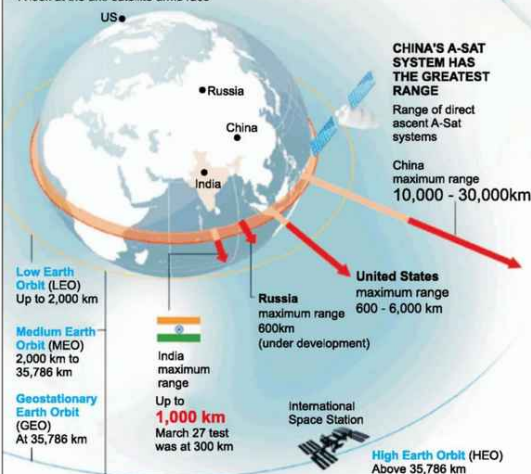 US
Russia
China
India
CHINA'S A-SAT
SYSTEM HAS
THE GREATEST
RANGE
Range of direct
ascent A-Sat
systems
China
maximum range
10,000 - 30,000km
United States
maximum range
600 - 6,000 km
Russia
maximum range
600km
(under development)
India
maximum
range
Up to
1,000 km
March 27 test
was at 300 km
Low Earth
Orbit (LEO)
Up to 2,000 km
Medium Earth
Orbit (MEO)
2,000 km to
35,786 km
Geostationary
Earth Orbit
(GEO)
At 35,786 km
International
Space Station
High Earth Orbit (HEO)
Above 35,786 km